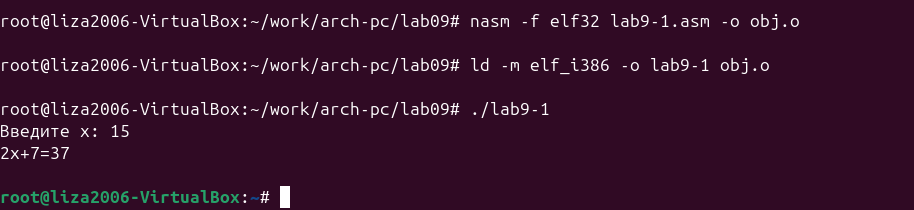 root@liza2006-VirtualBox:~/work/arch-pc/lab09# nasm -f elf32 lab9-1.asm -o obj.o
root@liza2006-VirtualBox:~/work/arch-pc/lab09# ld -m elf_i386 -o lab9-1 obj.o
root@liza2006-VirtualBox:~/work/arch-pc/lab09# ./lab9-1
Введите x: 15
2x+7=37
root@liza2006-VirtualBox:~#